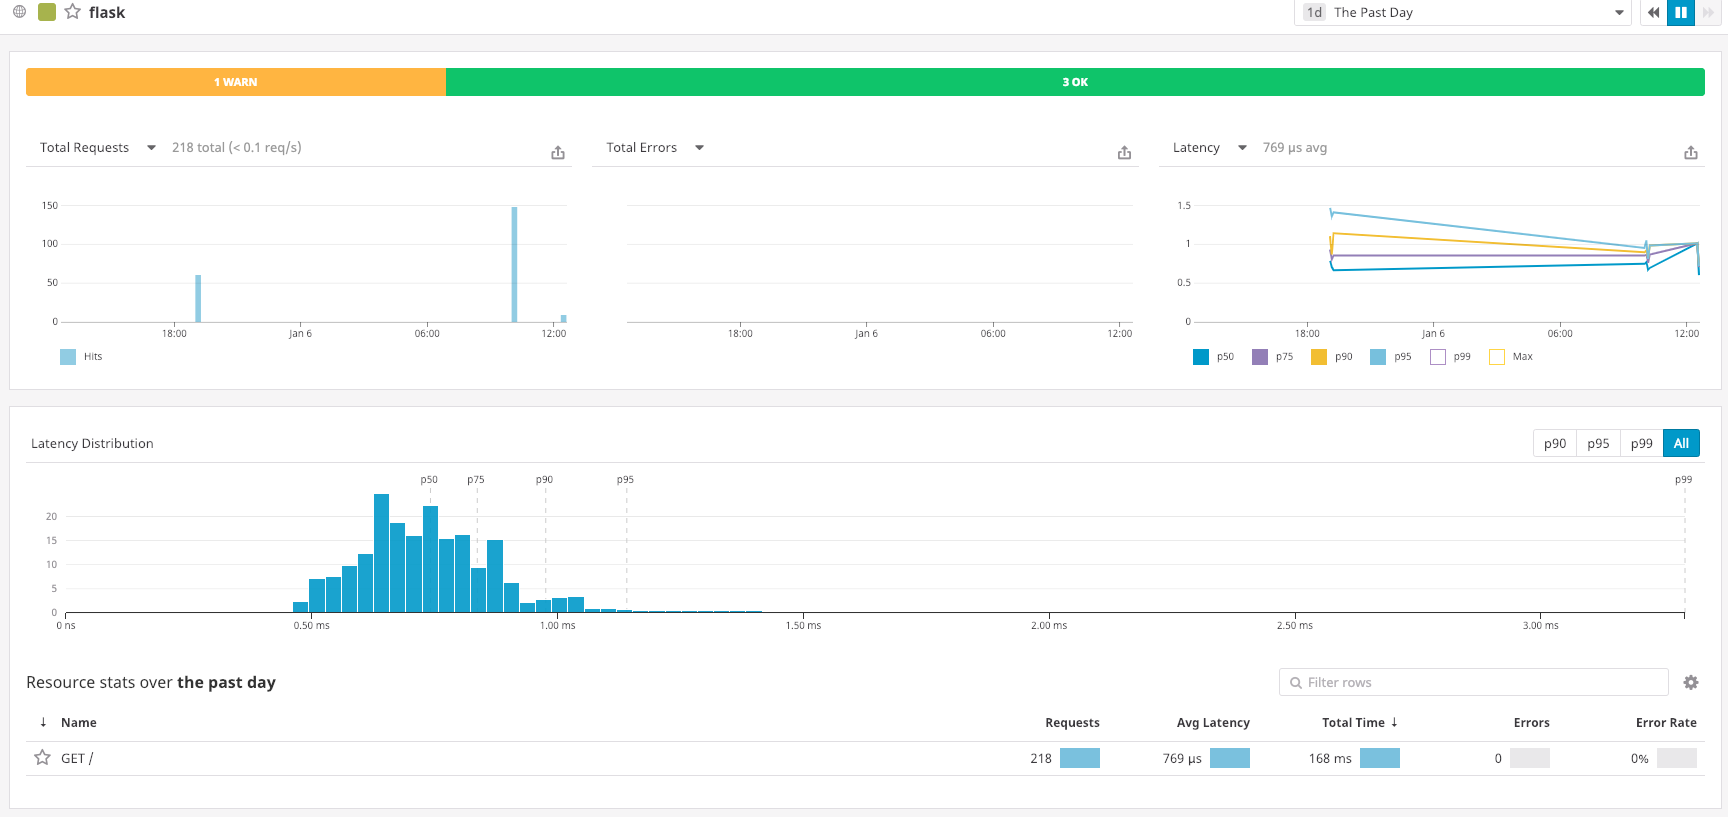 flask
1d The Past Day
1 WARN
3 OK
Total Requests 218 total (< 0.1 req/s)
150
100
50
0
18:00 Jan 6 06:00 12:00
Hits
Total Errors
18:00 Jan 6 06:00 12:00
Latency 769 µs avg
1.5
1
0.5
0
18:00 Jan 6 06:00 12:00
p50 p75 p90 p95 p99 Max
Latency Distribution
p90 p95 p99 All
p50 p75 p90 p95 p99
20
15
10
5
0
0 ns 0.50 ms 1.00 ms 1.50 ms 2.00 ms 2.50 ms 3.00 ms
Resource stats over the past day
Filter rows
↓ Name Requests Avg Latency Total Time ↓ Errors Error Rate
GET / 218 769 µs 168 ms 0 0%